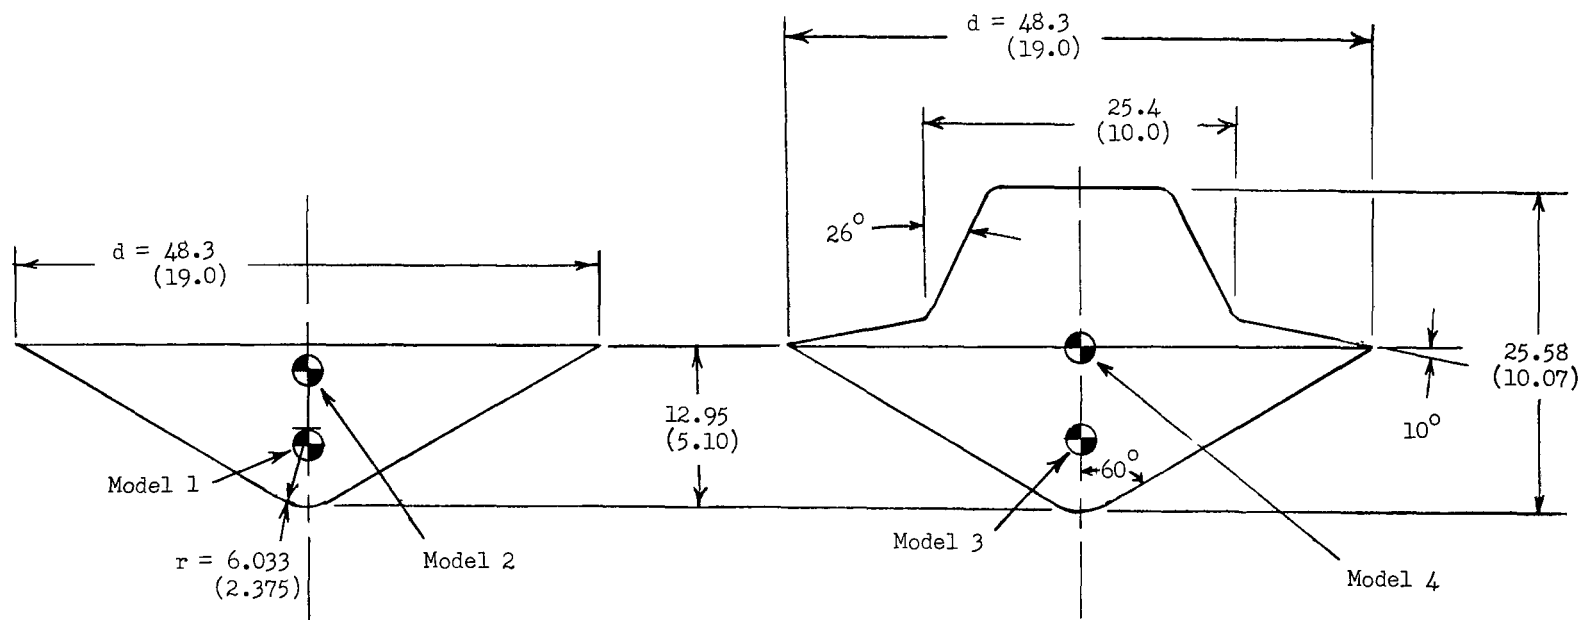 d = 48.3
(19.0)
25.4
(10.0)
26°
d = 48.3
(19.0)
25.58
(10.07)
12.95
(5.10)
10°
60°
Model 1
Model 3
Model 2
r = 6.033
(2.375)
Model 4